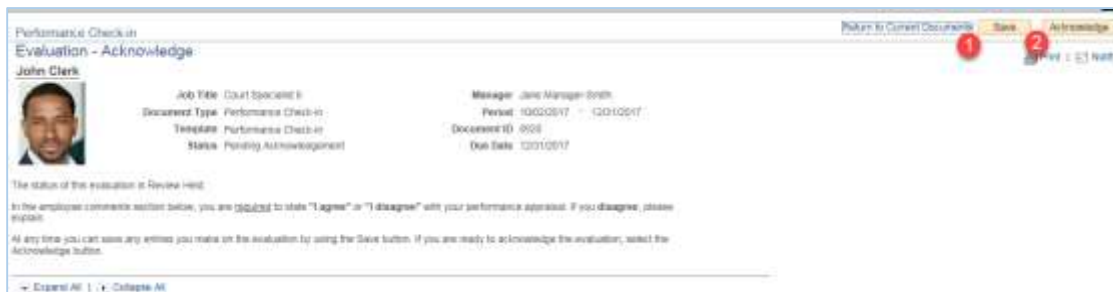 Performance Check-in
Return to Current Documents Save Acknowledge
1 2
Evaluation - Acknowledge
Print
John Clerk
Job Title Court Specialist II Manager Jane Manager-Smith
Document Type Performance Check-in Period 10/02/2017 - 12/31/2017
Template Performance Check-in Document ID
Status Pending Acknowledgement Due Date 12/31/2017
The status of this evaluation is Review Held.
In the employee comments section below, you are required to state "I agree" or "I disagree" with your performance appraisal. If you disagree, please
explain.
At any time you can save any entries you make on the evaluation by using the Save button. If you are ready to acknowledge the evaluation, select the
Acknowledge button.
Expand All | Collapse All